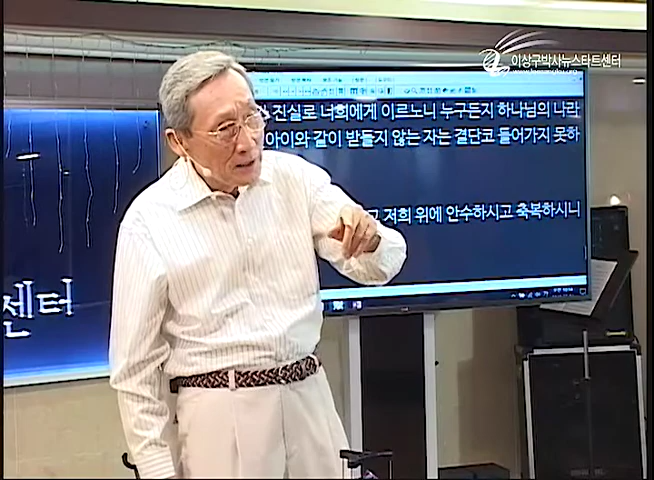 이상구박사뉴스타트센터
진실로 너희에게 이르노니 누구든지 하나님의 나라
아이와 같이 받들지 않는 자는 결단코 들어가지 못하
고 저희 위에 안수하시고 축복하시니
센터